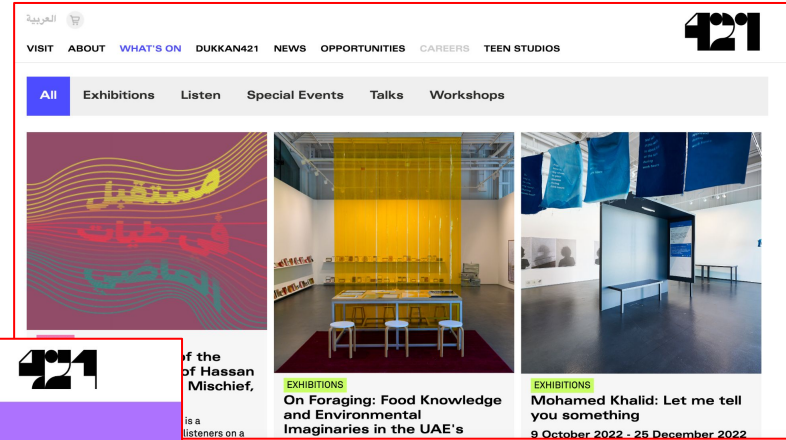 العربية
421
VISIT ABOUT WHAT'S ON DUKKAN421 NEWS OPPORTUNITIES CAREERS TEEN STUDIOS
All Exhibitions Listen Special Events Talks Workshops
مستقبل
في طيات
الماضي
of the
of Hassan
Mischief,
is a
listeners on a
EXHIBITIONS
On Foraging: Food Knowledge
and Environmental
Imaginaries in the UAE's
EXHIBITIONS
Mohamed Khalid: Let me tell
you something
9 October 2022 - 25 December 2022
421